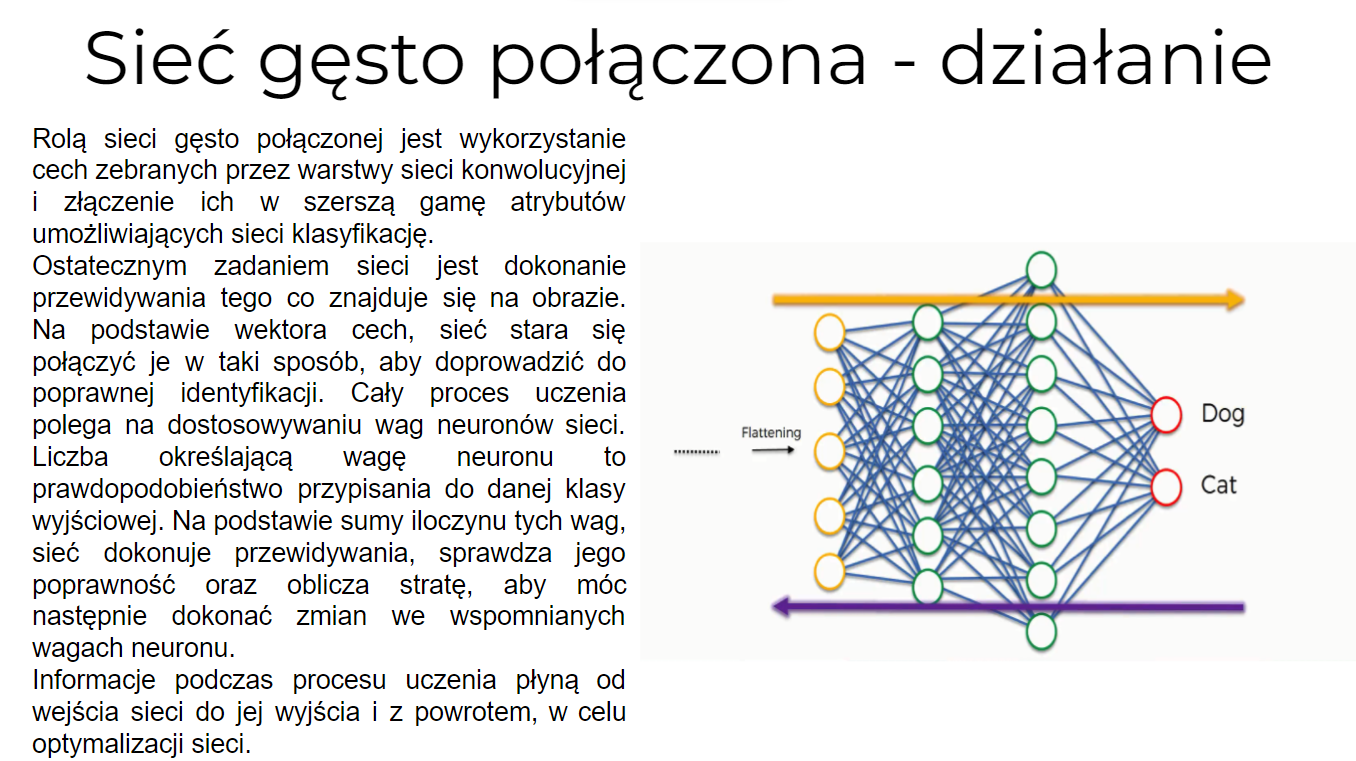 Sieć gęsto połączona - działanie
Rolą sieci gęsto połączonej jest wykorzystanie
cech zebranych przez warstwy sieci konwolucyjnej
i złączenie ich w szerszą gamę atrybutów
umożliwiających sieci klasyfikację.
Ostatecznym zadaniem sieci jest dokonanie
przewidywania tego co znajduje się na obrazie.
Na podstawie wektora cech, sieć stara się
połączyć je w taki sposób, aby doprowadzić do
poprawnej identyfikacji. Cały proces uczenia
polega na dostosowywaniu wag neuronów sieci.
Liczba określającą wagę neuronu to
prawdopodobieństwo przypisania do danej klasy
wyjściowej. Na podstawie sumy iloczynu tych wag,
sieć dokonuje przewidywania, sprawdza jego
poprawność oraz oblicza stratę, aby móc
następnie dokonać zmian we wspomnianych
wagach neuronu.
Informacje podczas procesu uczenia płyną od
wejścia sieci do jej wyjścia i z powrotem, w celu
optymalizacji sieci.
Flattening
Dog
Cat